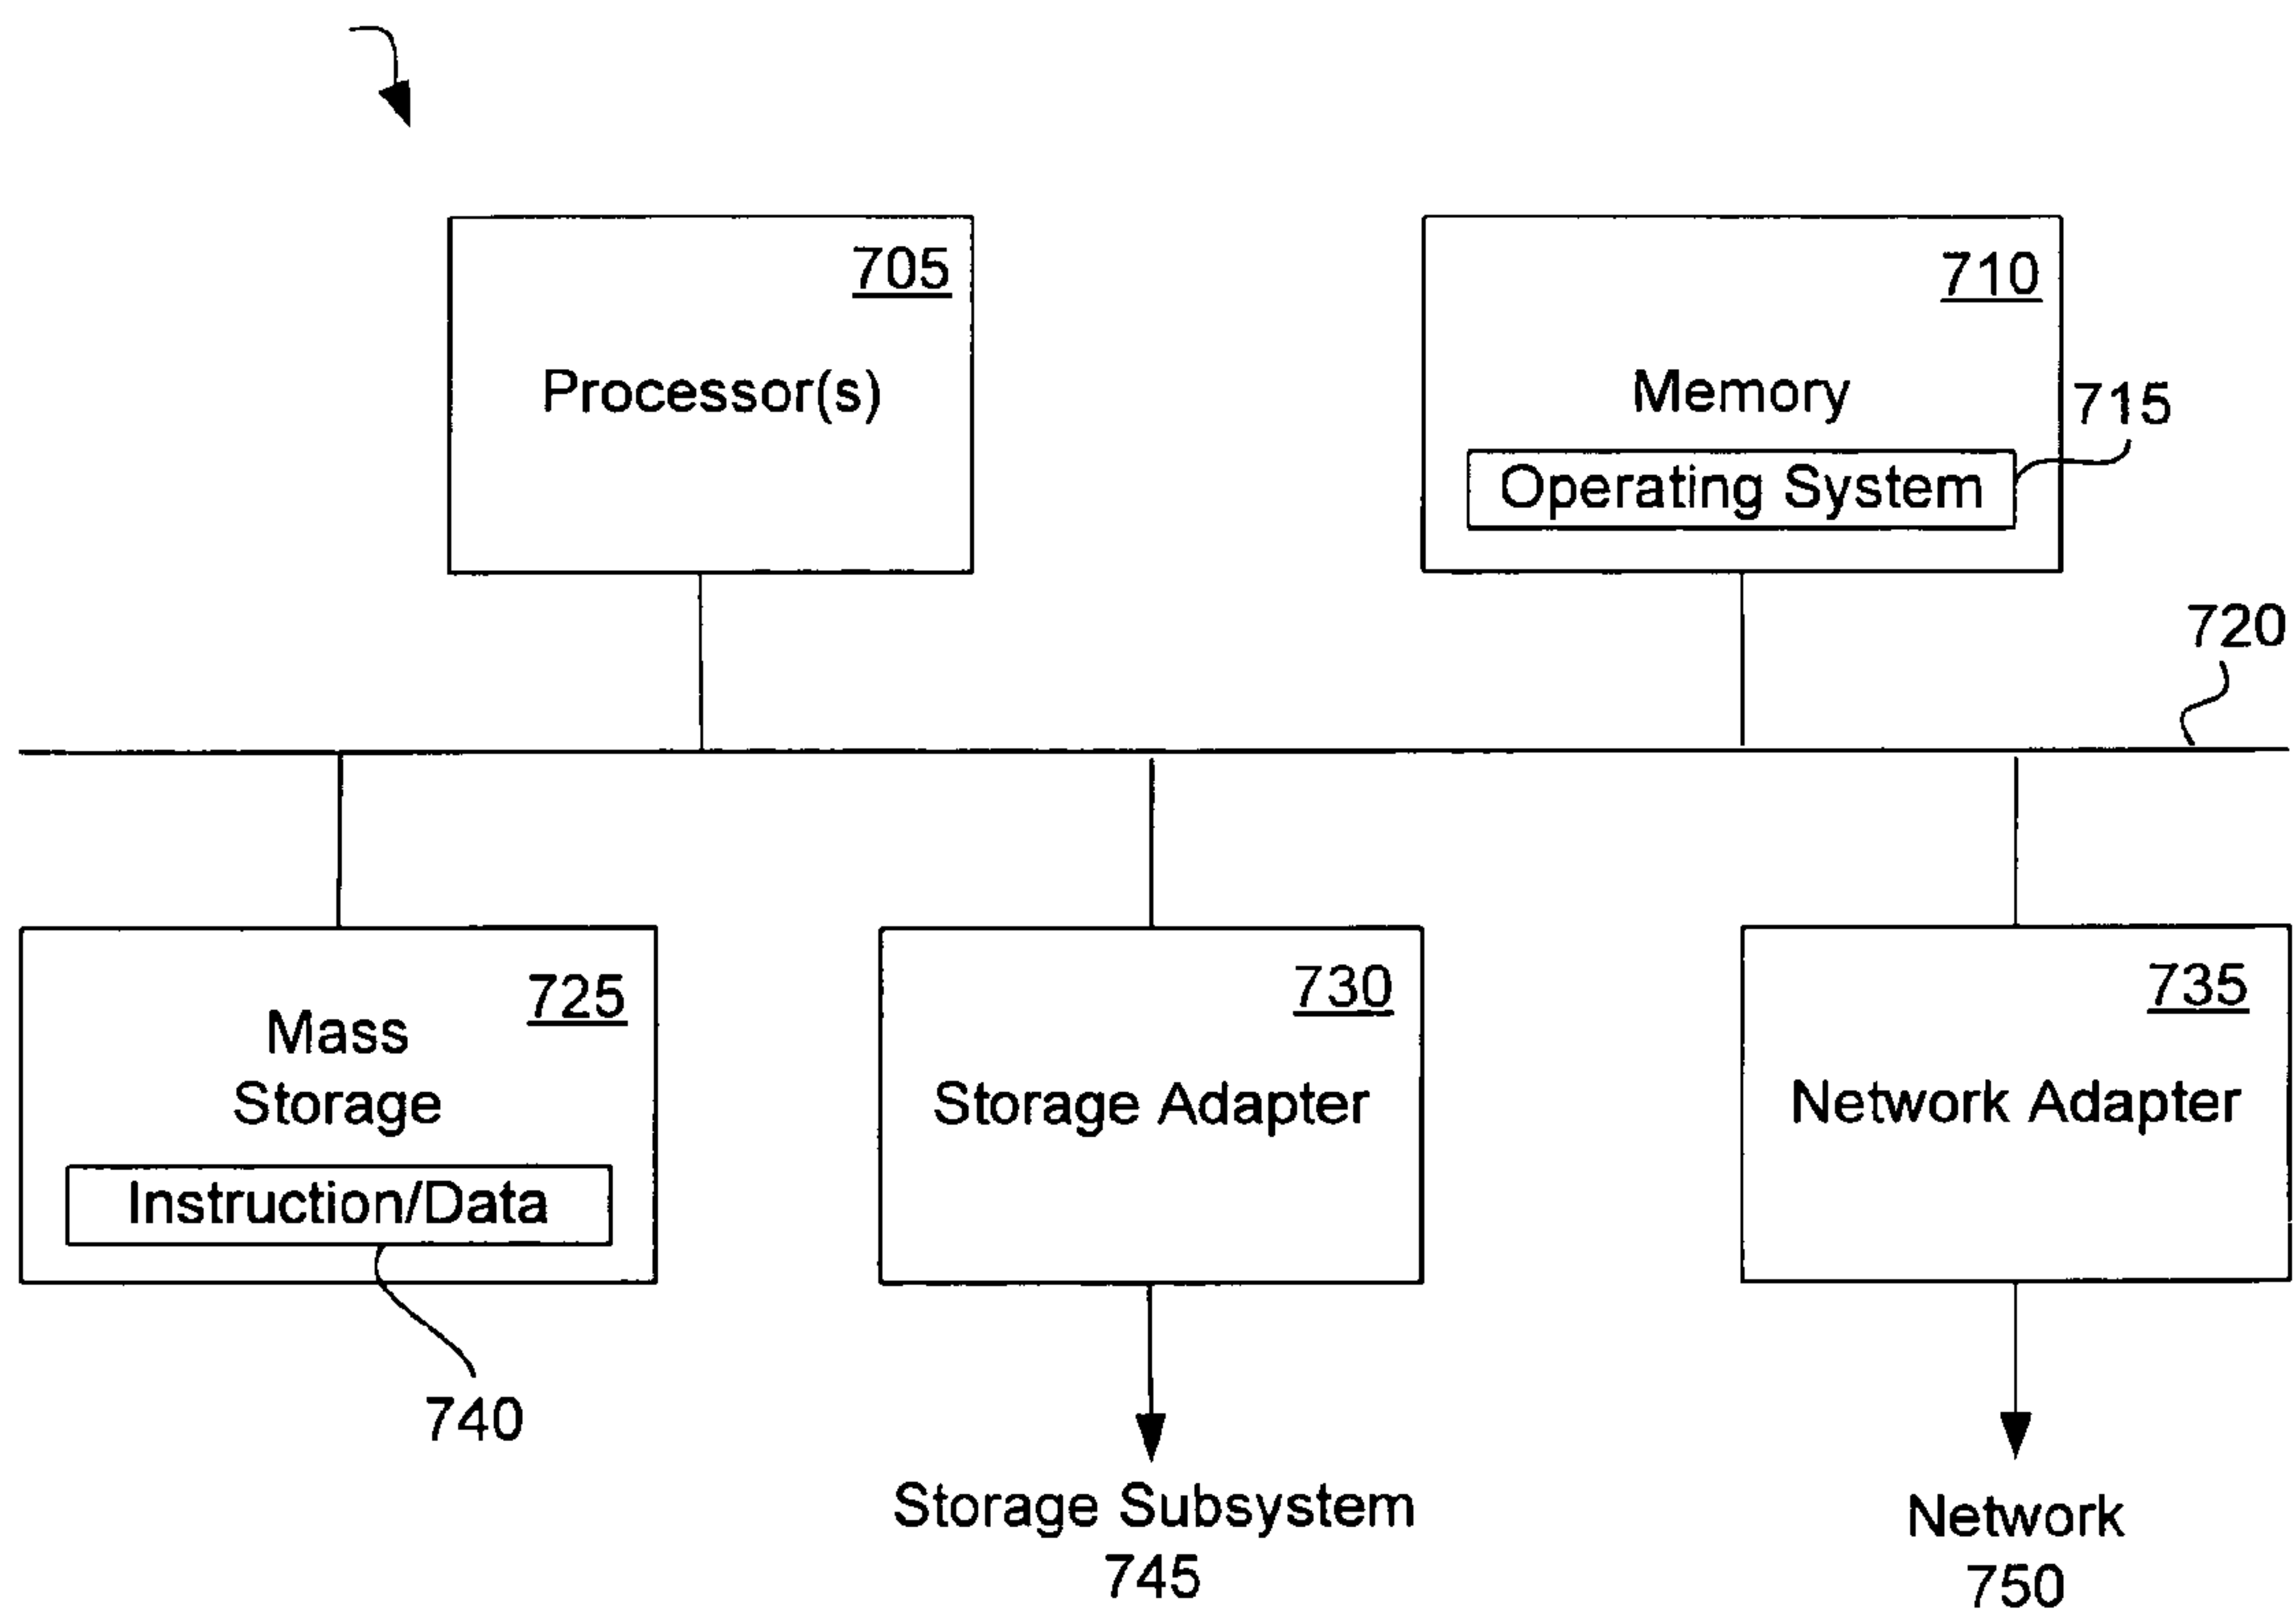 705
Processor(s)
710
Memory
715
Operating System
720
725
Mass
Storage
Instruction/Data
740
730
Storage Adapter
735
Network Adapter
Storage Subsystem
745
Network
750